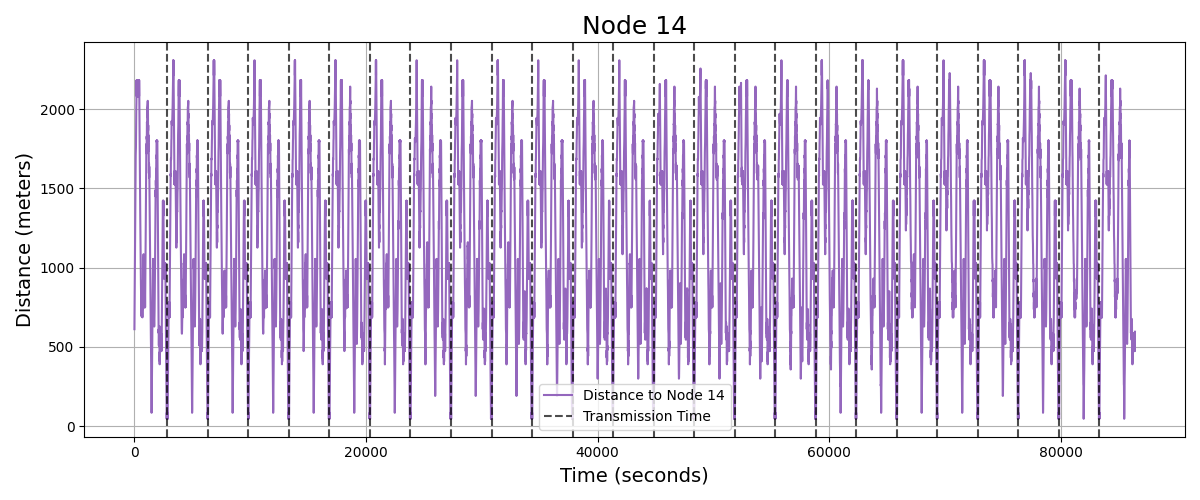 Node 14
Distance (meters)
2000
1500
1000
500
0
Distance to Node 14
Transmission Time
0 20000 40000 60000 80000
Time (seconds)